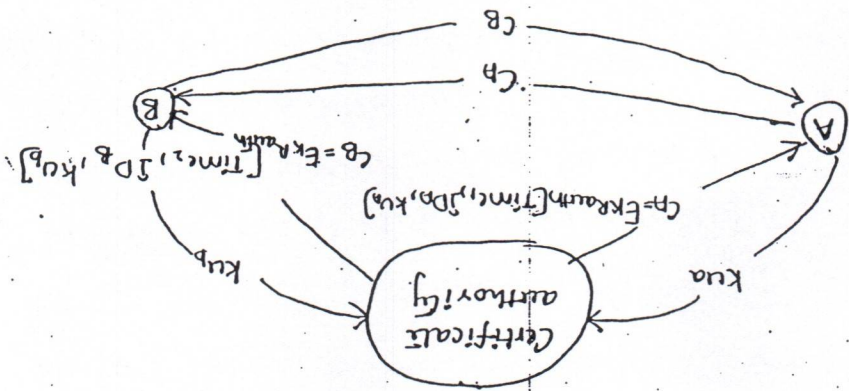 Certificate
authority
KUa
KUb
CA=EKRauth[Time1, IDA, KUa]
CB=EKRauth
[Time2, IDB, KUb]
A
B
CA
CB